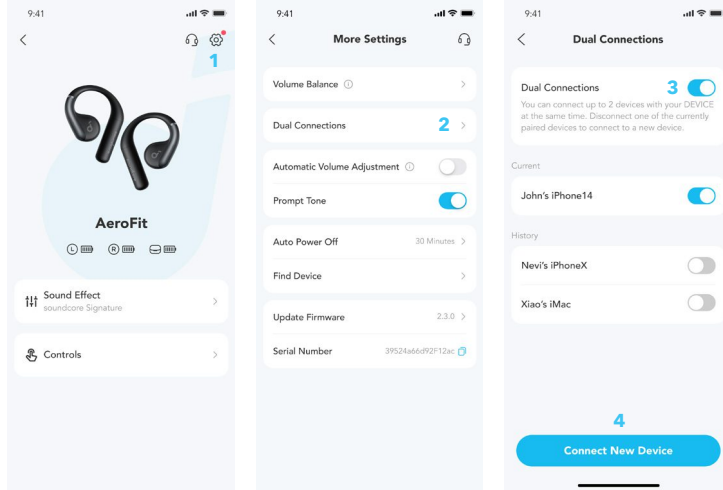 9:41
1
AeroFit
L
R
Sound Effect
soundcore Signature
Controls
9:41
More Settings
Volume Balance
Dual Connections
2
Automatic Volume Adjustment
Prompt Tone
Auto Power Off
30 Minutes
Find Device
Update Firmware
2.3.0
Serial Number
39524a66d92F12ac
9:41
Dual Connections
Dual Connections
3
You can connect up to 2 devices with your DEVICE
at the same time. Disconnect one of the currently
paired devices to connect to a new device.
Current
John's iPhone14
History
Nevi's iPhoneX
Xiao's iMac
4
Connect New Device